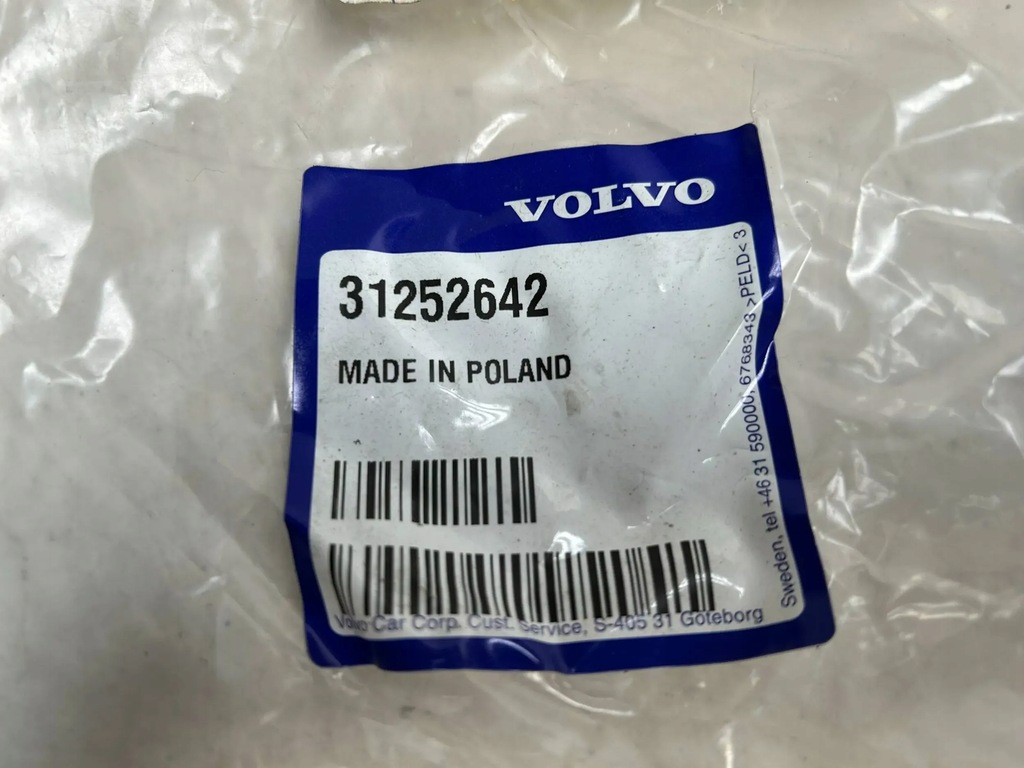 VOLVO
31252642
MADE IN POLAND
Volvo Car Corp. Cust. Service, S-405 31 Göteborg
Sweden, tel +46 31 590000, 6768343 >PELD< 3